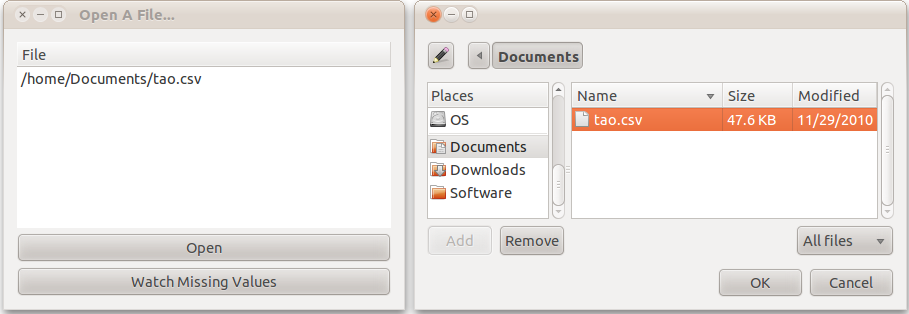 Open A File...
File
/home/Documents/tao.csv
Open
Watch Missing Values
Documents
Places
OS
Documents
Downloads
Software
Name Size Modified
tao.csv 47.6 KB 11/29/2010
Add Remove All files
OK Cancel